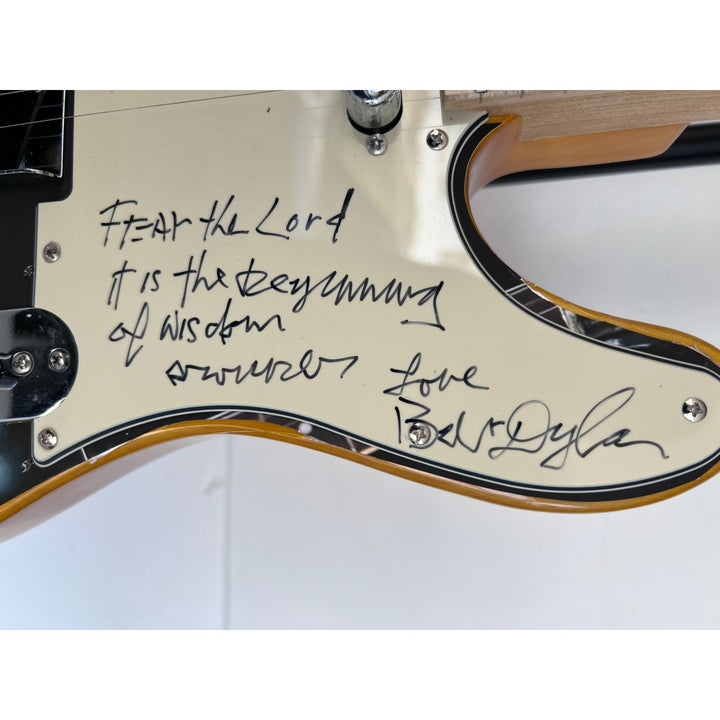 FEAr the Lord
it is the beginning
of wisdom
Love
Bob Dylan